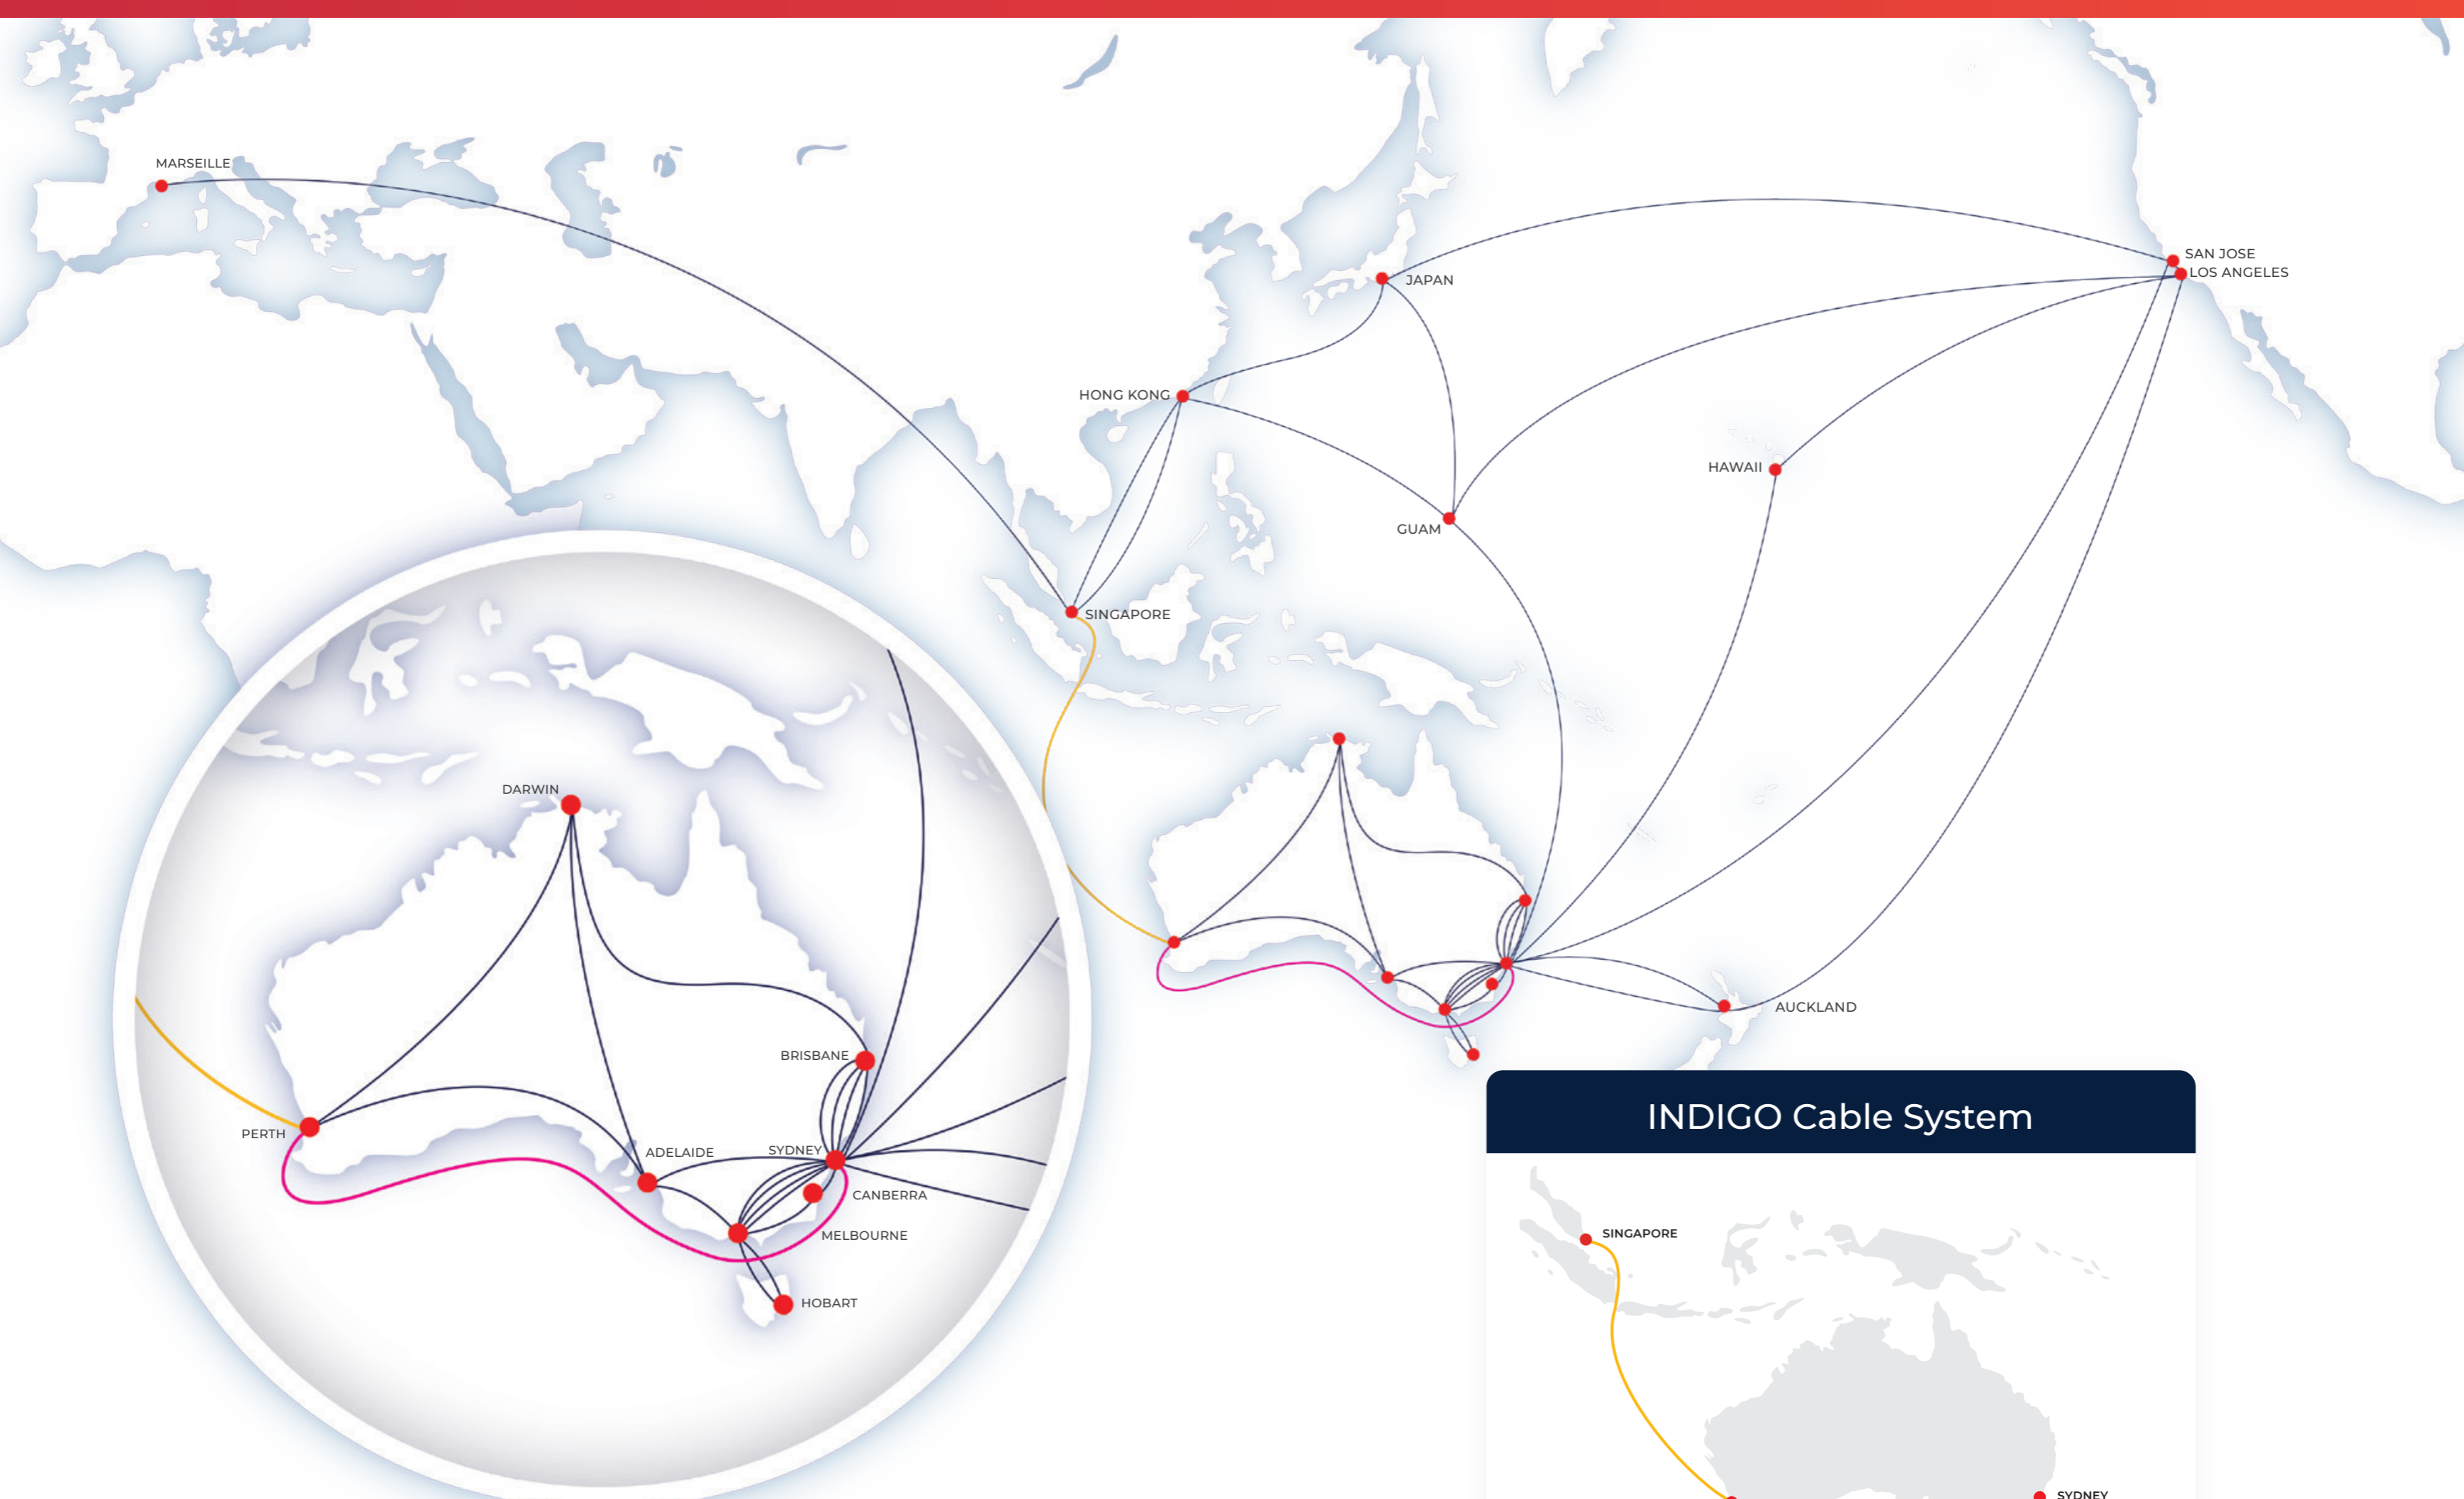 MARSEILLE
SAN JOSE
LOS ANGELES
JAPAN
HONG KONG
HAWAII
GUAM
SINGAPORE
DARWIN
AUCKLAND
BRISBANE
PERTH
ADELAIDE
SYDNEY
CANBERRA
MELBOURNE
HOBART
INDIGO Cable System
SINGAPORE
SYDNEY